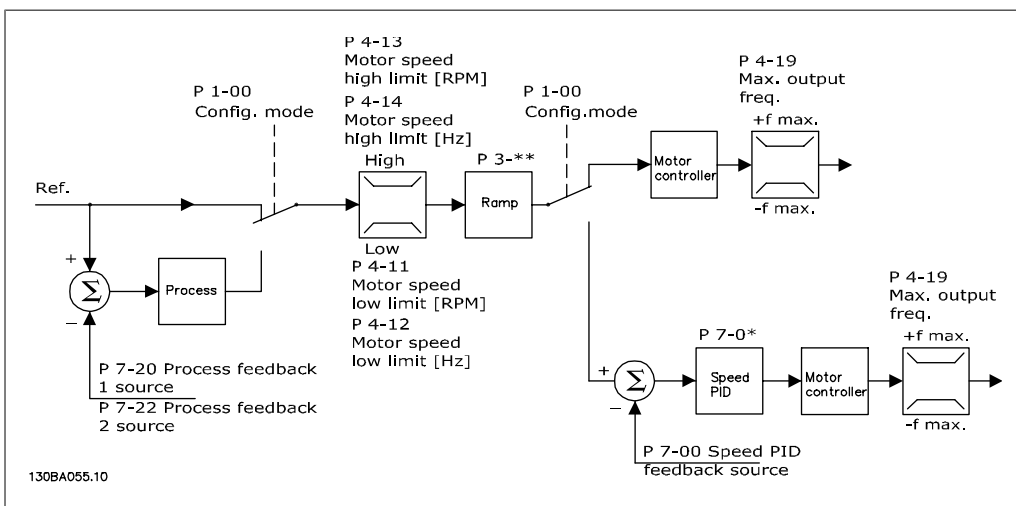 P 4-13
Motor speed
high limit [RPM]
P 4-14
Motor speed
high limit [Hz]
High
P 1-00
Config. mode
P 3-**
Ramp
P 1-00
Config.mode
Motor
controller
P 4-19
Max. output
freq.
+f max.
-f max.
Ref.
+
Σ
−
Process
Low
P 4-11
Motor speed
low limit [RPM]
P 4-12
Motor speed
low limit [Hz]
P 7-20 Process feedback
1 source
P 7-22 Process feedback
2 source
+
Σ
−
P 7-0*
Speed
PID
Motor
controller
P 4-19
Max. output
freq.
+f max.
-f max.
P 7-00 Speed PID
feedback source
130BA055.10